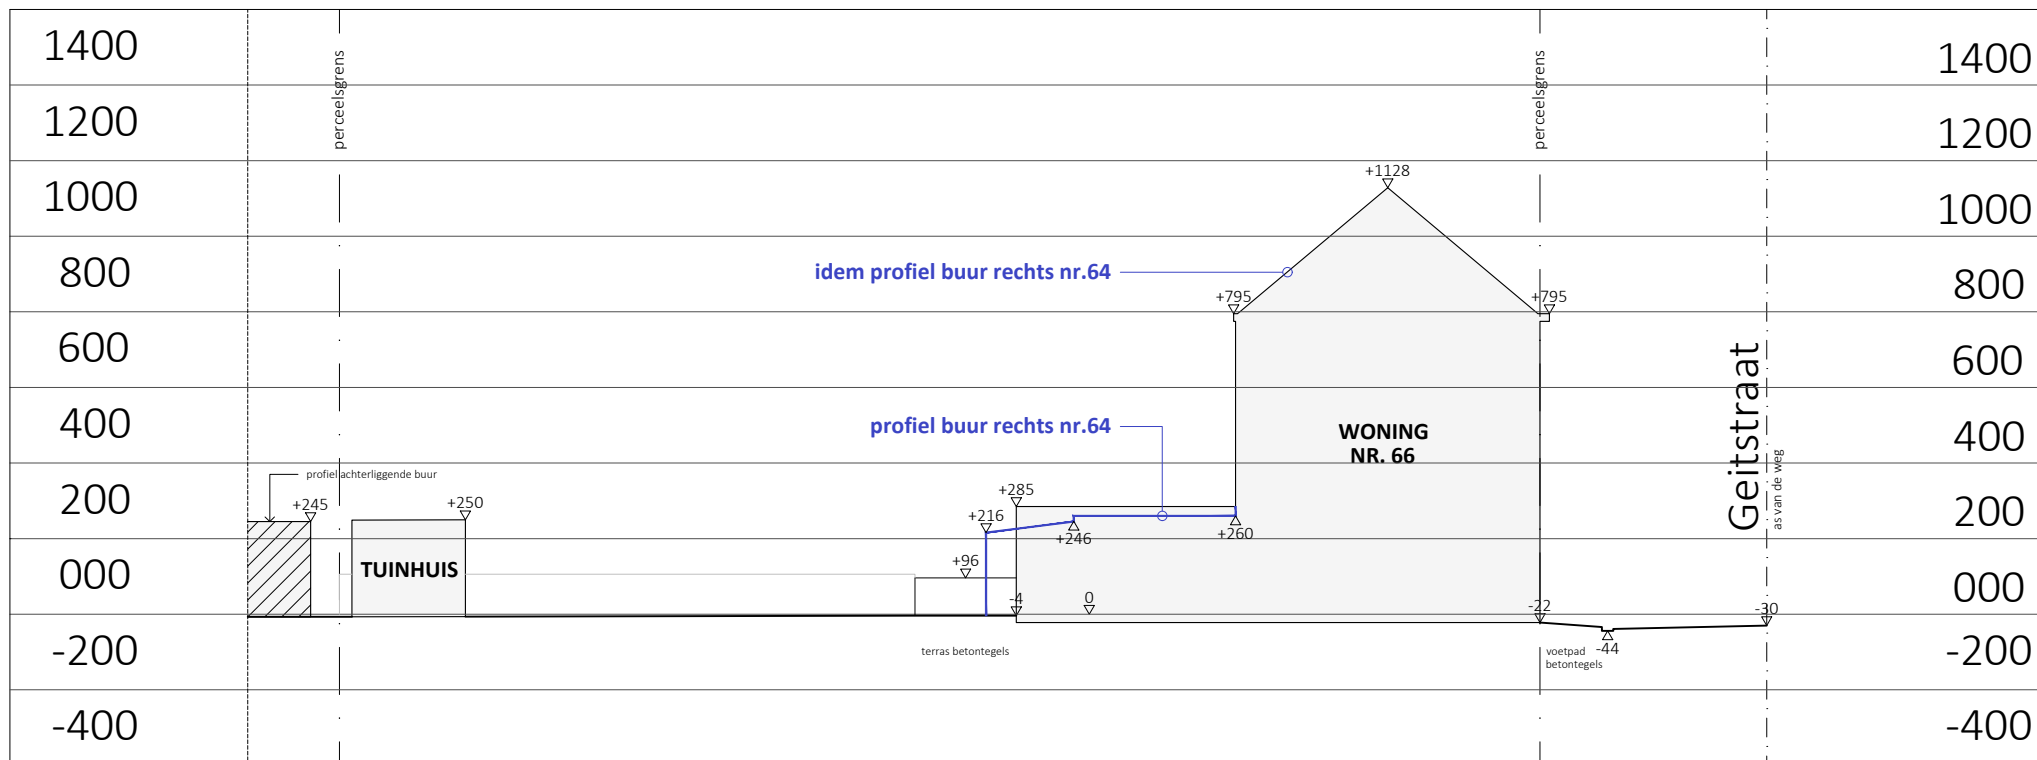 1400
1200
1000
800
600
400
200
000
-200
-400
perceelsgrens
perceelsgrens
+1128
idem profiel buur rechts nr.64
+795
+795
profiel buur rechts nr.64
WONING
NR. 66
profiel achterliggende buur
+245
+250
+285
+216
+246
+260
TUINHUIS
+96
-4
0
-22
-30
-44
terras betontegels
voetpad
betontegels
Geitstraat
as van de weg
1400
1200
1000
800
600
400
200
000
-200
-400